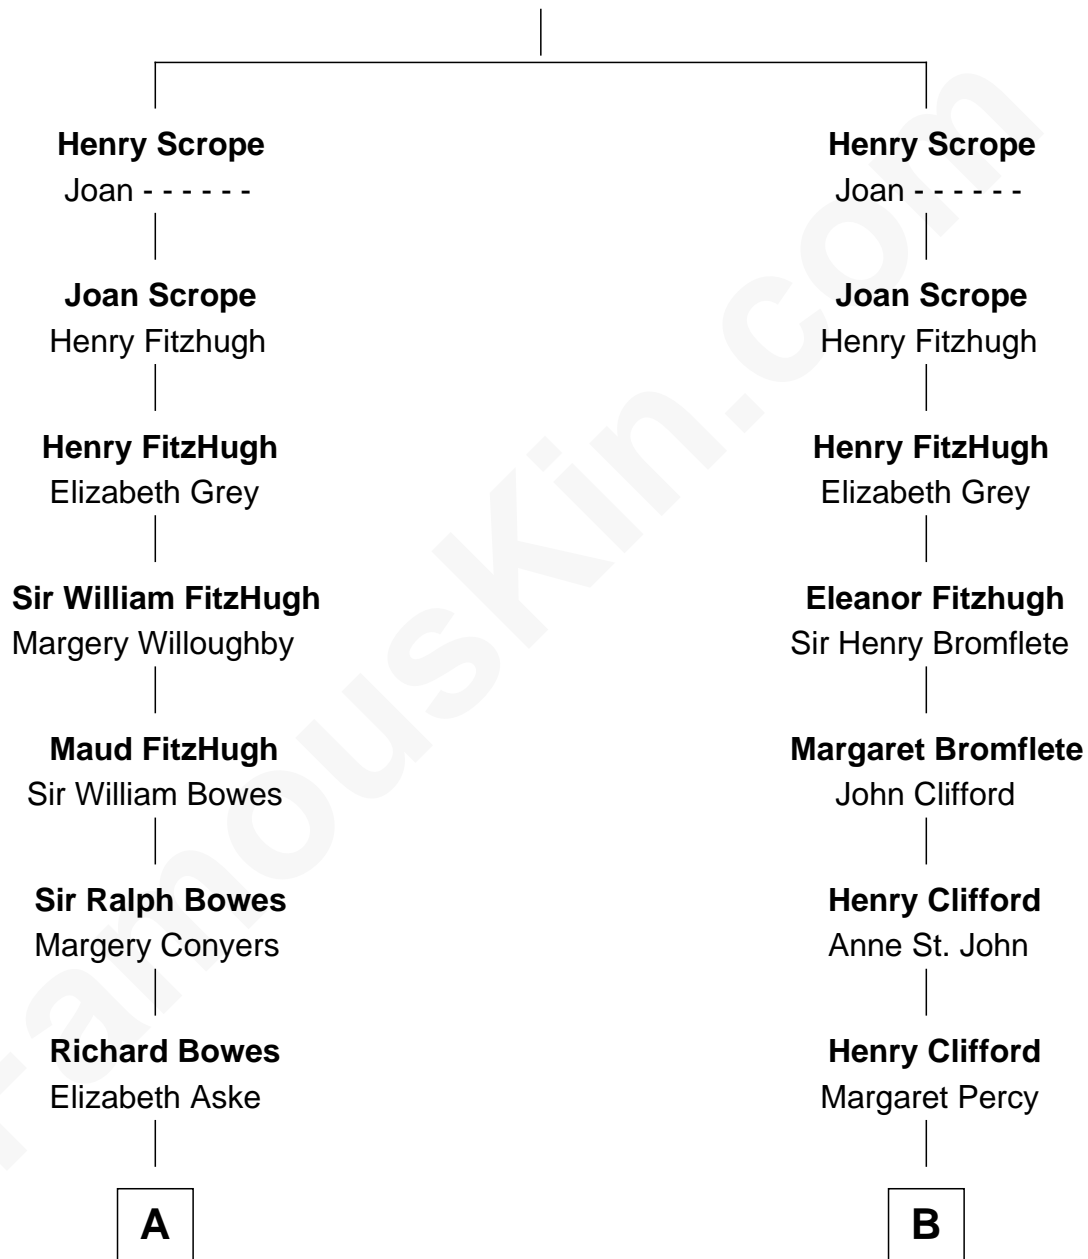 Henry Scrope
Joan - - - - - -
Joan Scrope
Henry Fitzhugh
Henry FitzHugh
Elizabeth Grey
Sir William FitzHugh
Margery Willoughby
Maud FitzHugh
Sir William Bowes
Sir Ralph Bowes
Margery Conyers
Richard Bowes
Elizabeth Aske
A
Henry Scrope
Joan - - - - - -
Joan Scrope
Henry Fitzhugh
Henry FitzHugh
Elizabeth Grey
Eleanor Fitzhugh
Sir Henry Bromflete
Margaret Bromflete
John Clifford
Henry Clifford
Anne St. John
Henry Clifford
Margaret Percy
B
FamousKin.com